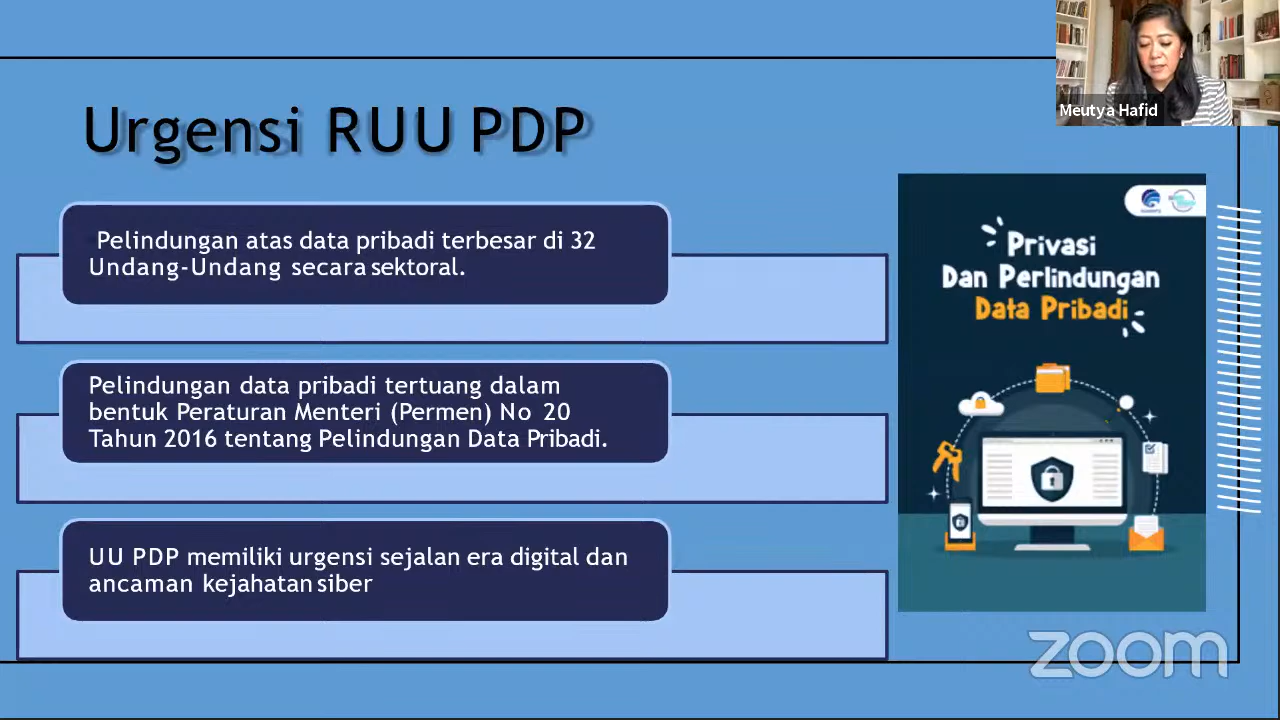 Meutya Hafid
Urgensi RUU PDP
Pelindungan atas data pribadi terbesar di 32
Undang-Undang secara sektoral.
Pelindungan data pribadi tertuang dalam
bentuk Peraturan Menteri (Permen) No 20
Tahun 2016 tentang Pelindungan Data Pribadi.
UU PDP memiliki urgensi sejalan era digital dan
ancaman kejahatan siber
Privasi
Dan Perlindungan
Data Pribadi
zoom